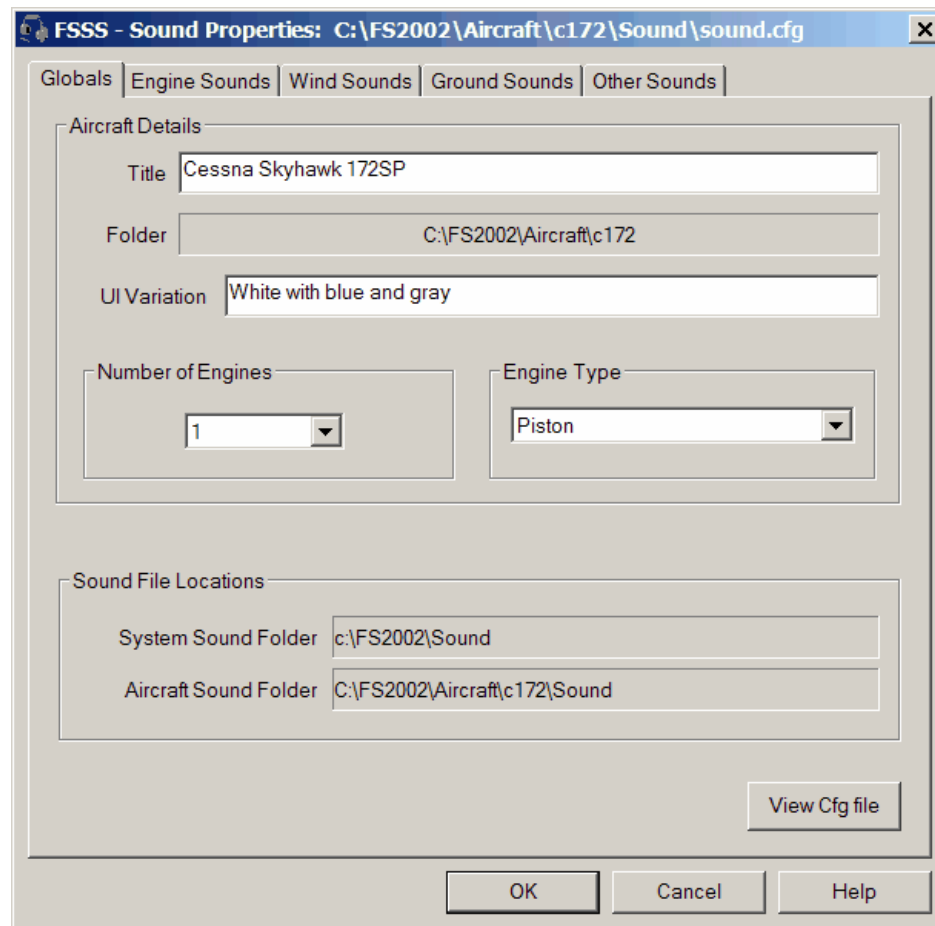 FSSS - Sound Properties: C:\FS2002\Aircraft\c172\Sound\sound.cfg
Globals Engine Sounds Wind Sounds Ground Sounds Other Sounds
Aircraft Details
Title Cessna Skyhawk 172SP
Folder C:\FS2002\Aircraft\c172
UI Variation White with blue and gray
Number of Engines Engine Type
1 Piston
Sound File Locations
System Sound Folder c:\FS2002\Sound
Aircraft Sound Folder C:\FS2002\Aircraft\c172\Sound
View Cfg file
OK Cancel Help